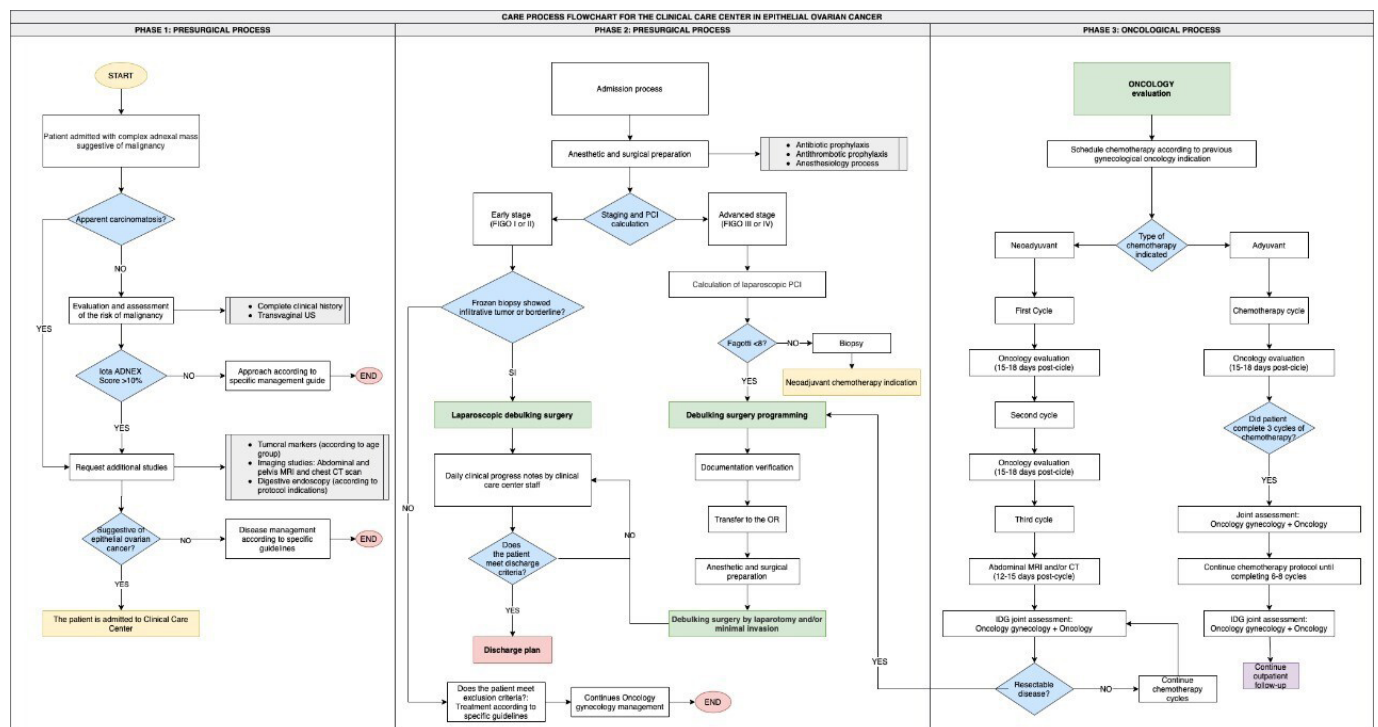 CARE PROCESS FLOWCHART FOR THE CLINICAL CARE CENTER IN EPITHELIAL OVARIAN CANCER
PHASE 1: PRESURGICAL PROCESS
START
Patient admitted with complex adnexal mass
suggestive of malignancy
Apparent carcinomatosis?
NO
YES
Evaluation and assessment
of the risk of malignancy
• Complete clinical history
• Transvaginal US
Iota ADNEX
Score >10%
NO
Approach according to
specific management guide
END
YES
Request additional studies
• Tumoral markers (according to age
group)
• Imaging studies: Abdominal and
pelvis MRI and chest CT scan
• Digestive endoscopy (according to
protocol indications)
Suggestive of
epithelial ovarian
cancer?
NO
Disease management
according to specific
guidelines
END
YES
The patient is admitted to Clinical Care
Center
PHASE 2: PRESURGICAL PROCESS
Admission process
Anesthetic and surgical preparation
• Antibiotic prophylaxis
• Antithrombotic prophylaxis
• Anesthesiology process
Staging and PCI
calculation
Early stage
(FIGO I or II)
Advanced stage
(FIGO III or IV)
Frozen biopsy showed
infiltrative tumor or borderline?
Calculation of laparoscopic PCI
Fagotti <8?
NO
Biopsy
Neoadjuvant chemotherapy indication
SI
YES
Laparoscopic debulking surgery
Debulking surgery programming
Daily clinical progress notes by clinical
care center staff
Documentation verification
Transfer to the OR
NO
NO
Does
the patient
meet discharge
criteria?
Anesthetic and surgical
preparation
YES
Debulking surgery by laparotomy and/or
minimal invasion
Discharge plan
YES
Does the patient meet
exclusion criteria?:
Treatment according to
specific guidelines
Continues Oncology
gynecology management
END
PHASE 3: ONCOLOGICAL PROCESS
ONCOLOGY
evaluation
Schedule chemotherapy according to previous
gynecological oncology indication
Type of
chemotherapy
indicated
Neoadyuvant
First Cycle
Oncology evaluation
(15-18 days post-cicle)
Second cycle
Oncology evaluation
(15-18 days post-cicle)
Third cycle
Abdominal MRI and/or CT
(12-15 days post-cycle)
IDG joint assessment:
Oncology gynecology + Oncology
Resectable
disease?
NO
Continue
chemotherapy
cycles
Adyuvant
Chemotherapy cycle
Oncology evaluation
(15-18 days post-cicle)
Did patient
complete 3 cycles of
chemotherapy?
YES
Joint assessment:
Oncology gynecology + Oncology
Continue chemotherapy protocol until
completing 6-8 cycles
IDG joint assessment:
Oncology gynecology + Oncology
Continue
outpatient
follow-up